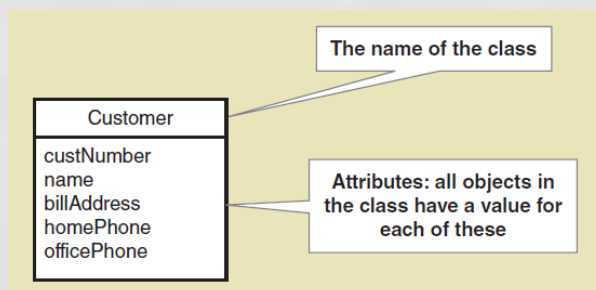 The name of the class
Customer
custNumber
name
billAddress
homePhone
officePhone
Attributes: all objects in
the class have a value for
each of these